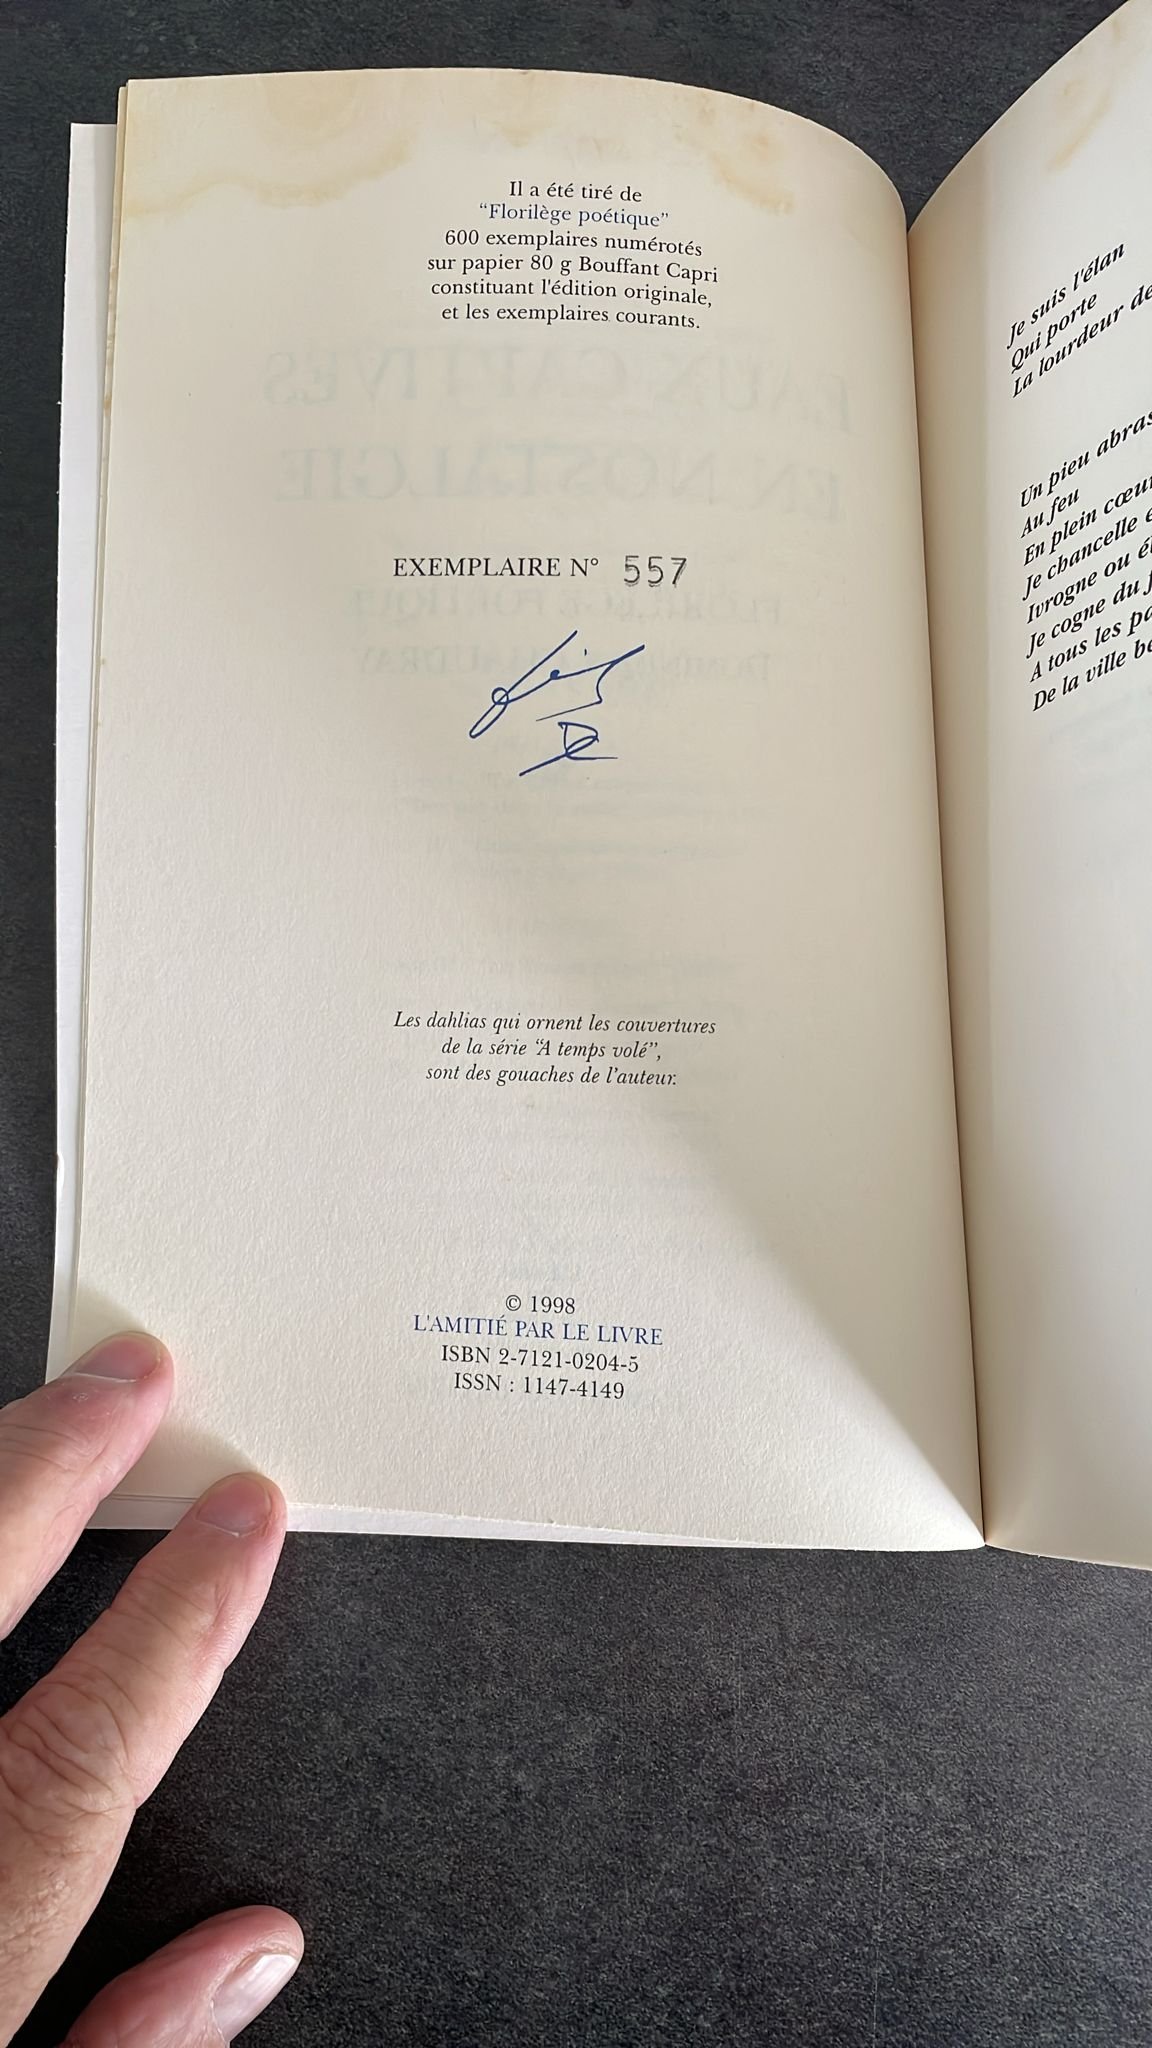 Il a été tiré de
“Florilège poétique”
600 exemplaires numérotés
sur papier 80 g Bouffant Capri
constituant l'édition originale,
et les exemplaires courants.
EXEMPLAIRE N° 557
Les dahlias qui ornent les couvertures
de la série “A temps volé”,
sont des gouaches de l'auteur.
© 1998
L'AMITIÉ PAR LE LIVRE
ISBN 2-7121-0204-5
ISSN : 1147-4149
Je suis l'élan
Qui porte
La lourdeur de
Un pieu
Au feu
En plein
Je chancelle
Ivrogne ou
Je cogne du
A tous les
De la ville